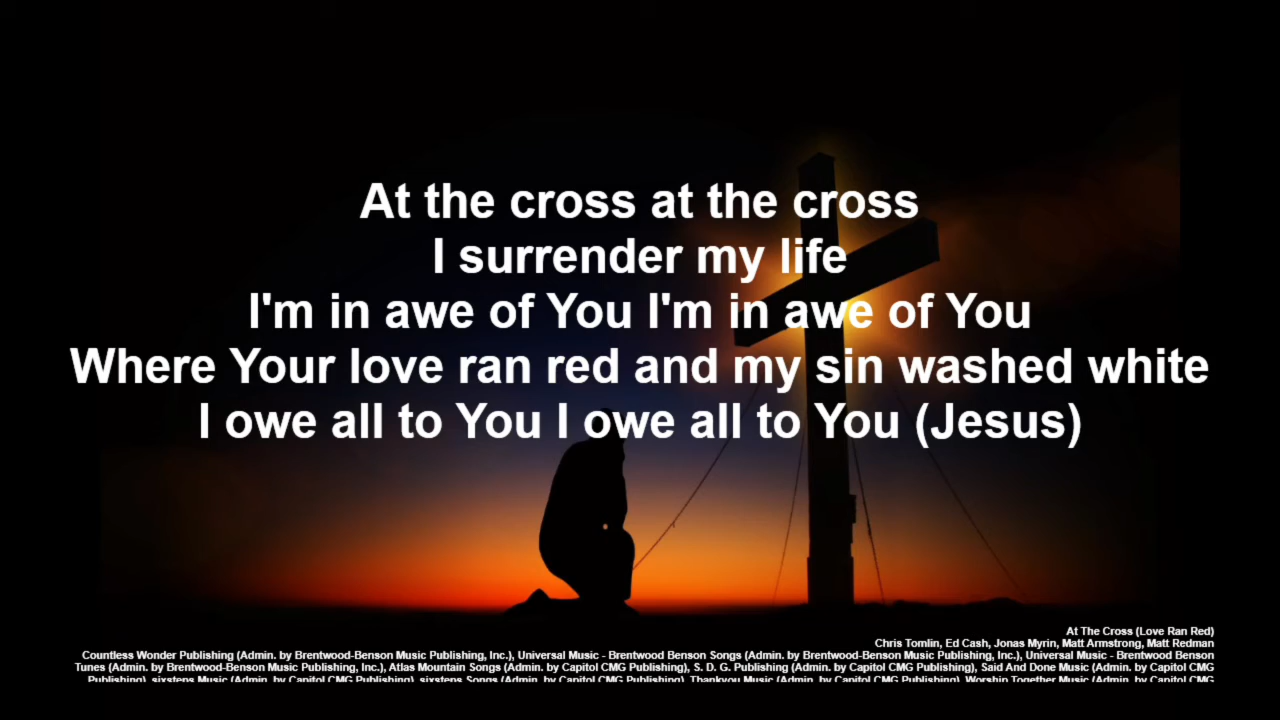 At the cross at the cross
I surrender my life
I'm in awe of You I'm in awe of You
Where Your love ran red and my sin washed white
I owe all to You I owe all to You (Jesus)
At The Cross (Love Ran Red)
Chris Tomlin, Ed Cash, Jonas Myrin, Matt Armstrong, Matt Redman
Countless Wonder Publishing (Admin. by Brentwood-Benson Music Publishing, Inc.), Universal Music - Brentwood Benson Songs (Admin. by Brentwood-Benson Music Publishing, Inc.), Universal Music - Brentwood Benson
Tunes (Admin. by Brentwood-Benson Music Publishing, Inc.), Atlas Mountain Songs (Admin. by Capitol CMG Publishing), S. D. G. Publishing (Admin. by Capitol CMG Publishing), Said And Done Music (Admin. by Capitol CMG
Publishing), sixsteps Music (Admin. by Capitol CMG Publishing), sixsteps Songs (Admin. by Capitol CMG Publishing), Thankyou Music (Admin. by Capitol CMG Publishing), Worship Together Music (Admin. by Capitol CMG